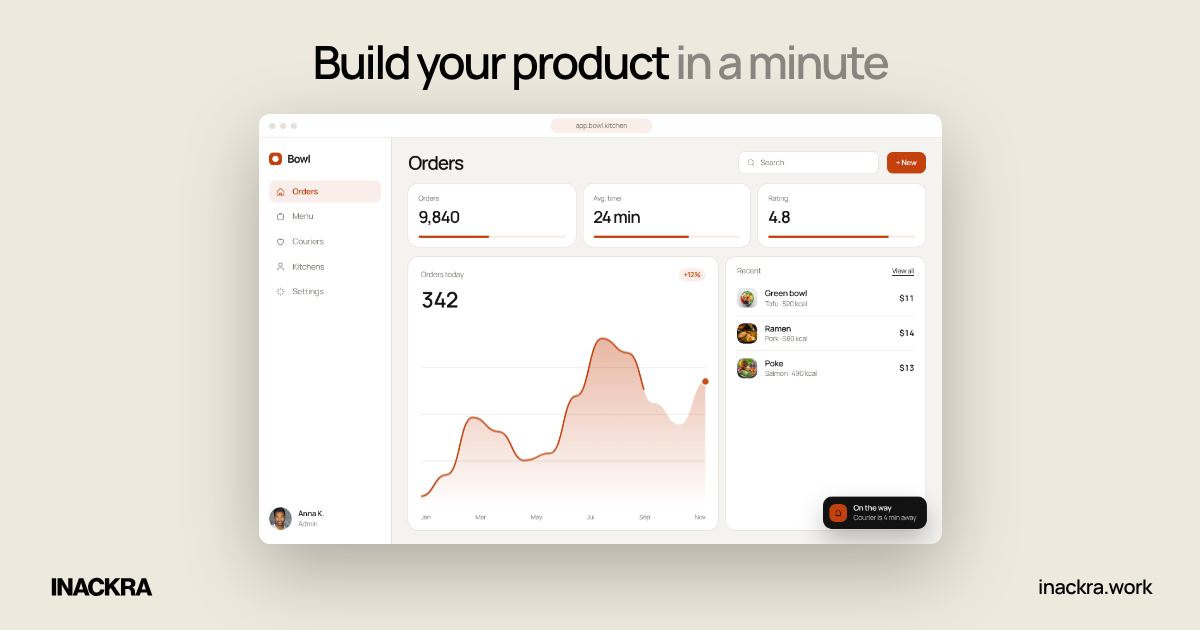 Build your product in a minute
app.bowl.kitchen
Bowl
Orders
Menu
Couriers
Kitchens
Settings
Anna K.
Admin
Orders
Search
+ New
Orders
9,840
Avg. time
24 min
Rating
4.8
Orders today
+12%
342
Jan Mar May Jul Sep Nov
Recent
View all
Green bowl
Tofu · 520 kcal
$11
Ramen
Pork · 680 kcal
$14
Poke
Salmon · 490 kcal
$13
On the way
Courier is 4 min away
INACKRA
inackra.work